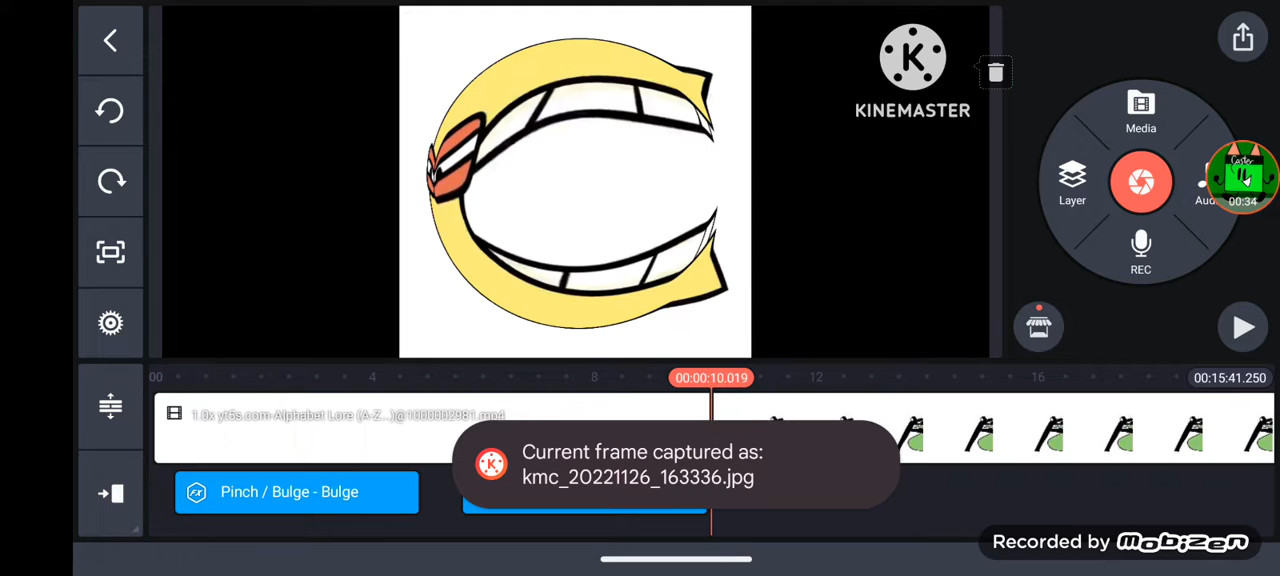 KINEMASTER
Media
Layer
Caster
00:34
Aud
REC
00
4
8
00:00:10.019
12
16
00:15:41.250
1.0x yt5s.com-Alphabet Lore (A-Z...)@1000002981.mp4
Current frame captured as:
kmc_20221126_163336.jpg
Pinch / Bulge - Bulge
Recorded by Mobizen